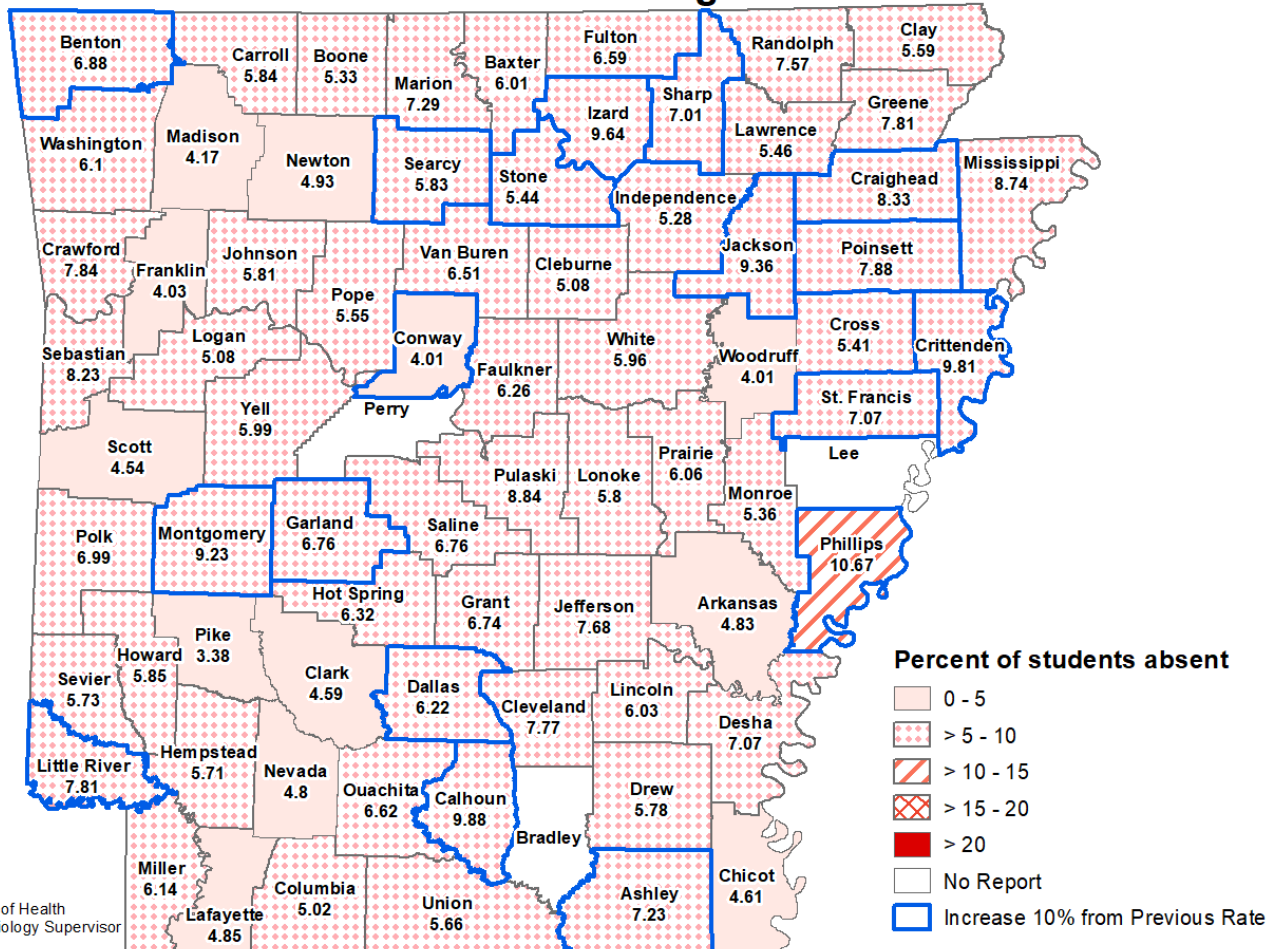 Benton
6.88
Carroll
5.84
Boone
5.33
Marion
7.29
Baxter
6.01
Fulton
6.59
Sharp
7.01
Randolph
7.57
Clay
5.59
Washington
6.1
Madison
4.17
Newton
4.93
Searcy
5.83
Stone
5.44
Izard
9.64
Lawrence
5.46
Greene
7.81
Independence
5.28
Craighead
8.33
Mississippi
8.74
Crawford
7.84
Franklin
4.03
Johnson
5.81
Pope
5.55
Van Buren
6.51
Cleburne
5.08
Jackson
9.36
Poinsett
7.88
Sebastian
8.23
Logan
5.08
Conway
4.01
Faulkner
6.26
White
5.96
Woodruff
4.01
Cross
5.41
Crittenden
9.81
Scott
4.54
Yell
5.99
Perry
St. Francis
7.07
Lee
Pulaski
8.84
Lonoke
5.8
Prairie
6.06
Monroe
5.36
Polk
6.99
Montgomery
9.23
Garland
6.76
Saline
6.76
Phillips
10.67
Hot Spring
6.32
Grant
6.74
Jefferson
7.68
Arkansas
4.83
Howard
5.85
Pike
3.38
Clark
4.59
Sevier
5.73
Dallas
6.22
Cleveland
7.77
Lincoln
6.03
Desha
7.07
Little River
7.81
Hempstead
5.71
Nevada
4.8
Ouachita
6.62
Calhoun
9.88
Bradley
Drew
5.78
Miller
6.14
Lafayette
4.85
Columbia
5.02
Union
5.66
Ashley
7.23
Chicot
4.61
Percent of students absent
0 - 5
> 5 - 10
> 10 - 15
> 15 - 20
> 20
No Report
Increase 10% from Previous Rate
of Health
ology Supervisor